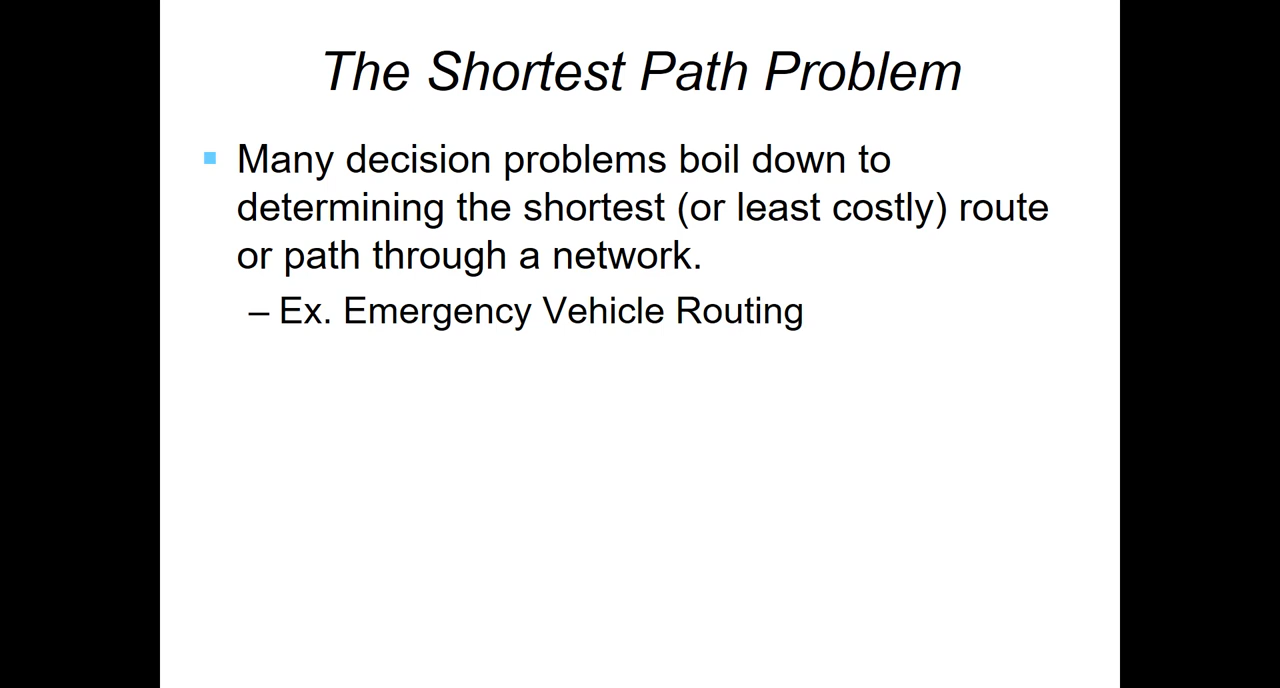 The Shortest Path Problem
Many decision problems boil down to
determining the shortest (or least costly) route
or path through a network.
– Ex. Emergency Vehicle Routing